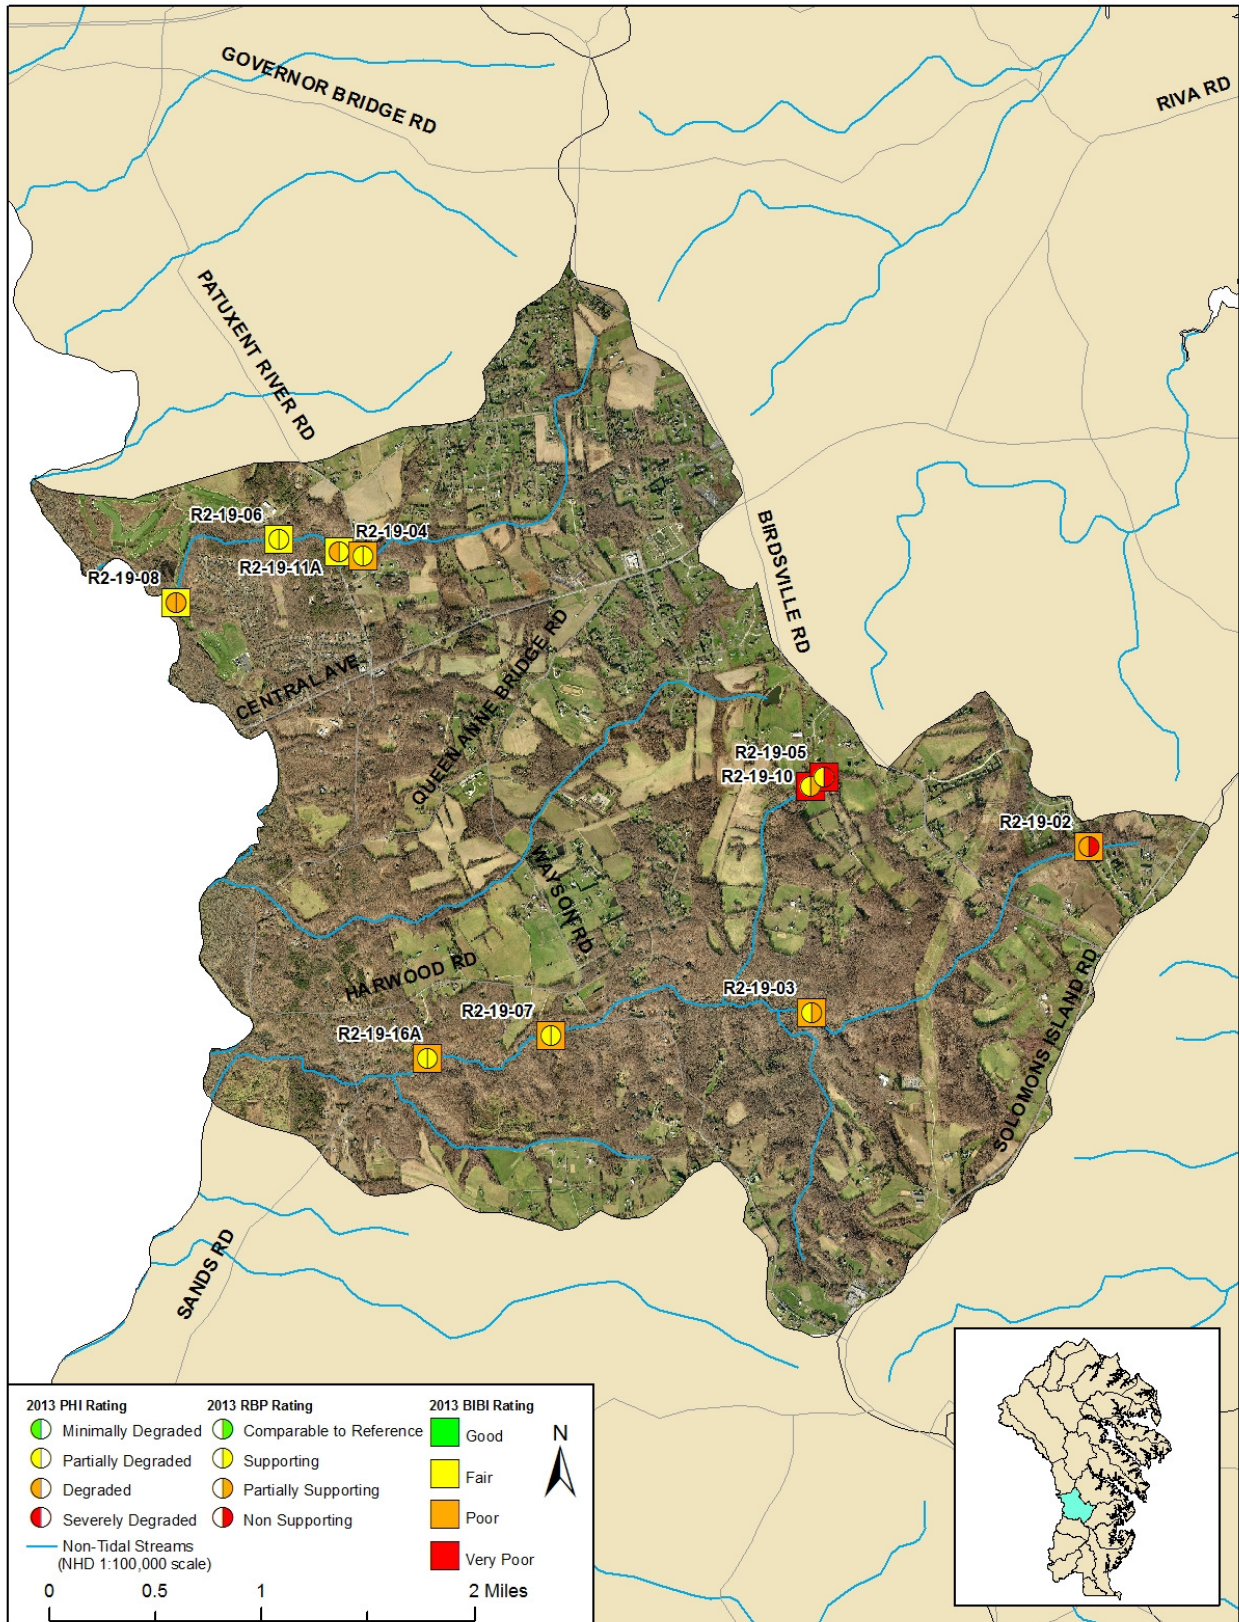 GOVERNOR BRIDGE RD
RIVA RD
PATUXENT RIVER RD
BIRDSVILLE RD
R2-19-06
R2-19-04
R2-19-11A
R2-19-08
CENTRAL AVE
QUEEN ANNE BRIDGE RD
R2-19-05
R2-19-10
R2-19-02
WAYSON RD
HARWOOD RD
R2-19-03
R2-19-07
R2-19-16A
SOLOMONS ISLAND RD
SANDS RD
2013 PHI Rating
Minimally Degraded
Partially Degraded
Degraded
Severely Degraded
Non-Tidal Streams
(NHD 1:100,000 scale)
2013 RBP Rating
Comparable to Reference
Supporting
Partially Supporting
Non Supporting
2013 BIBI Rating
Good
Fair
Poor
Very Poor
N
0 0.5 1 2 Miles